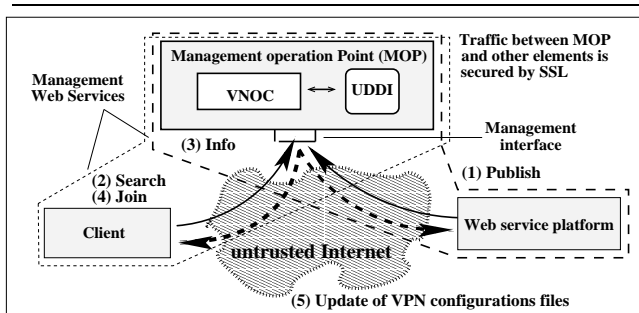 Management operation Point (MOP)
VNOC
UDDI
Traffic between MOP
and other elements is
secured by SSL
Management
Web Services
(3) Info
Management
interface
(1) Publish
(2) Search
(4) Join
Client
untrusted Internet
Web service platform
(5) Update of VPN configurations files